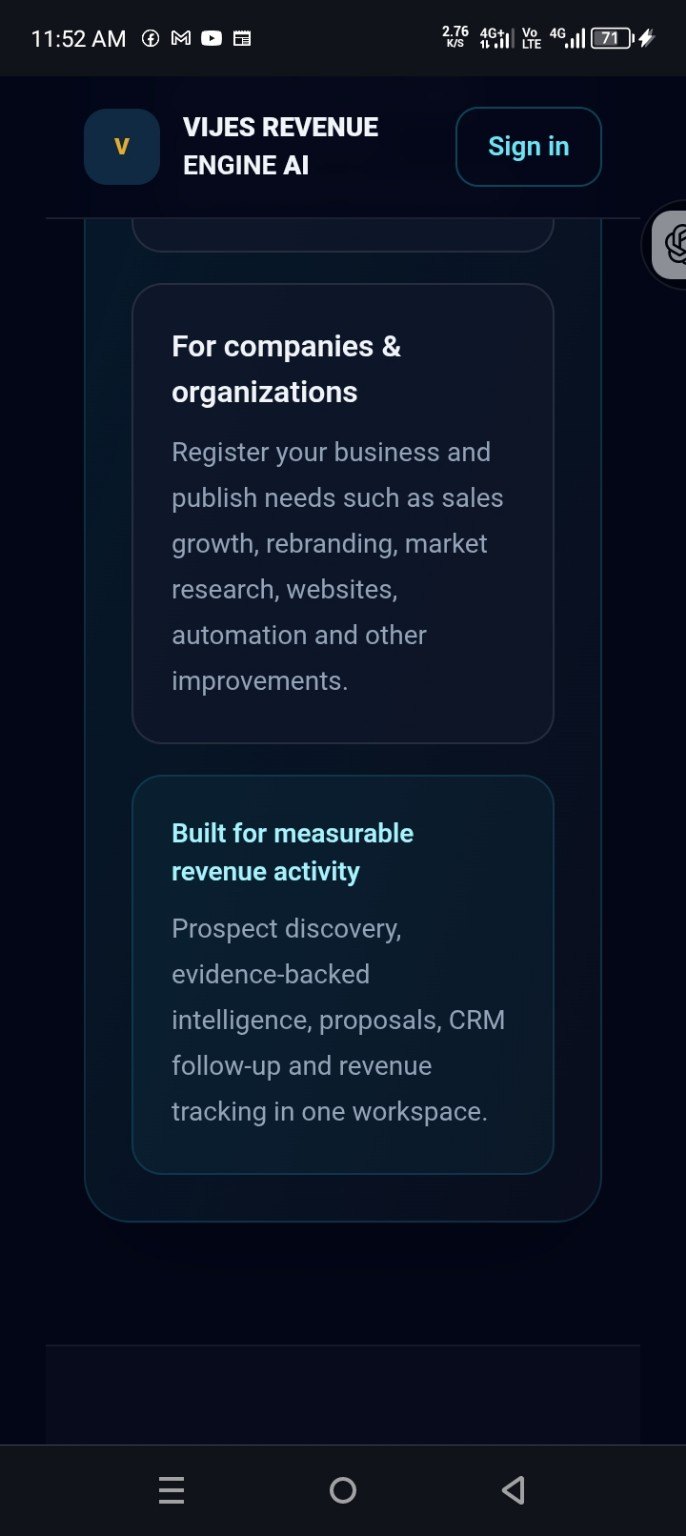 11:52 AM
2.76 K/S 4G+ Vo LTE 4G 71
V
VIJES REVENUE
ENGINE AI
Sign in
For companies &
organizations
Register your business and
publish needs such as sales
growth, rebranding, market
research, websites,
automation and other
improvements.
Built for measurable
revenue activity
Prospect discovery,
evidence-backed
intelligence, proposals, CRM
follow-up and revenue
tracking in one workspace.